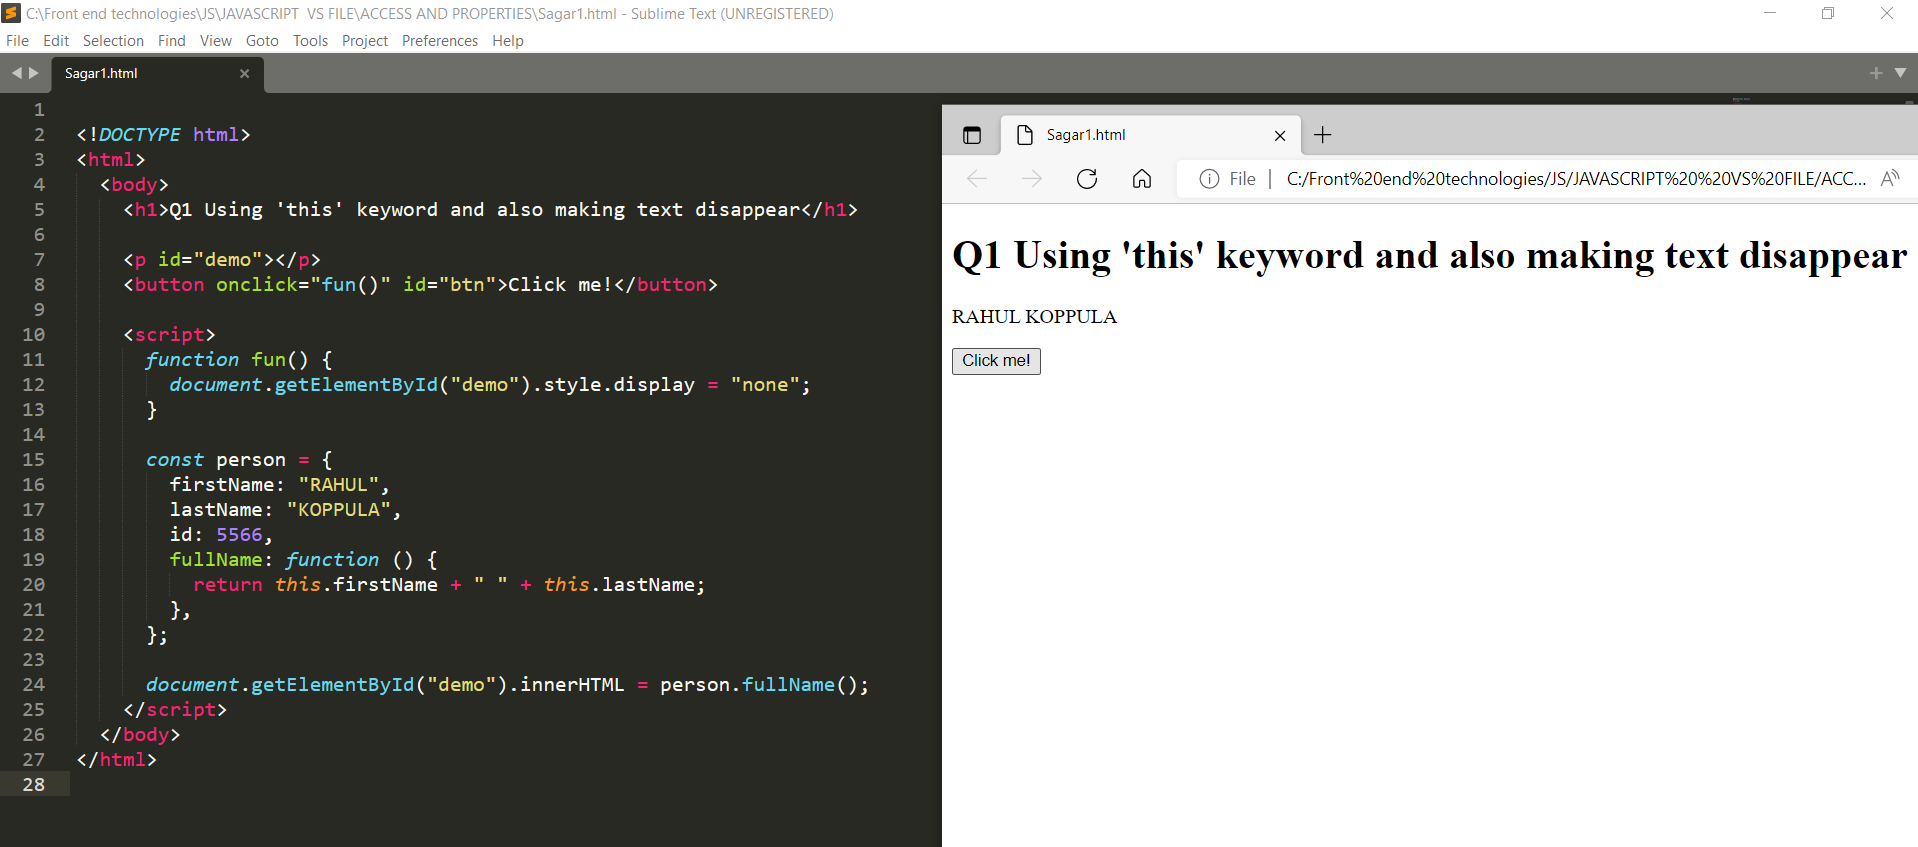 C:\Front end technologies\JS\JAVASCRIPT  VS FILE\ACCESS AND PROPERTIES\Sagar1.html - Sublime Text (UNREGISTERED)
File Edit Selection Find View Goto Tools Project Preferences Help
Sagar1.html
1
2 <!DOCTYPE html>
3 <html>
4   <body>
5     <h1>Q1 Using 'this' keyword and also making text disappear</h1>
6
7     <p id="demo"></p>
8     <button onclick="fun()" id="btn">Click me!</button>
9
10     <script>
11       function fun() {
12         document.getElementById("demo").style.display = "none";
13       }
14
15       const person = {
16         firstName: "RAHUL",
17         lastName: "KOPPULA",
18         id: 5566,
19         fullName: function () {
20           return this.firstName + " " + this.lastName;
21         },
22       };
23
24       document.getElementById("demo").innerHTML = person.fullName();
25     </script>
26   </body>
27 </html>
28
Sagar1.html
File | C:/Front%20end%20technologies/JS/JAVASCRIPT%20%20VS%20FILE/ACC... A
Q1 Using 'this' keyword and also making text disappear
RAHUL KOPPULA
Click me!